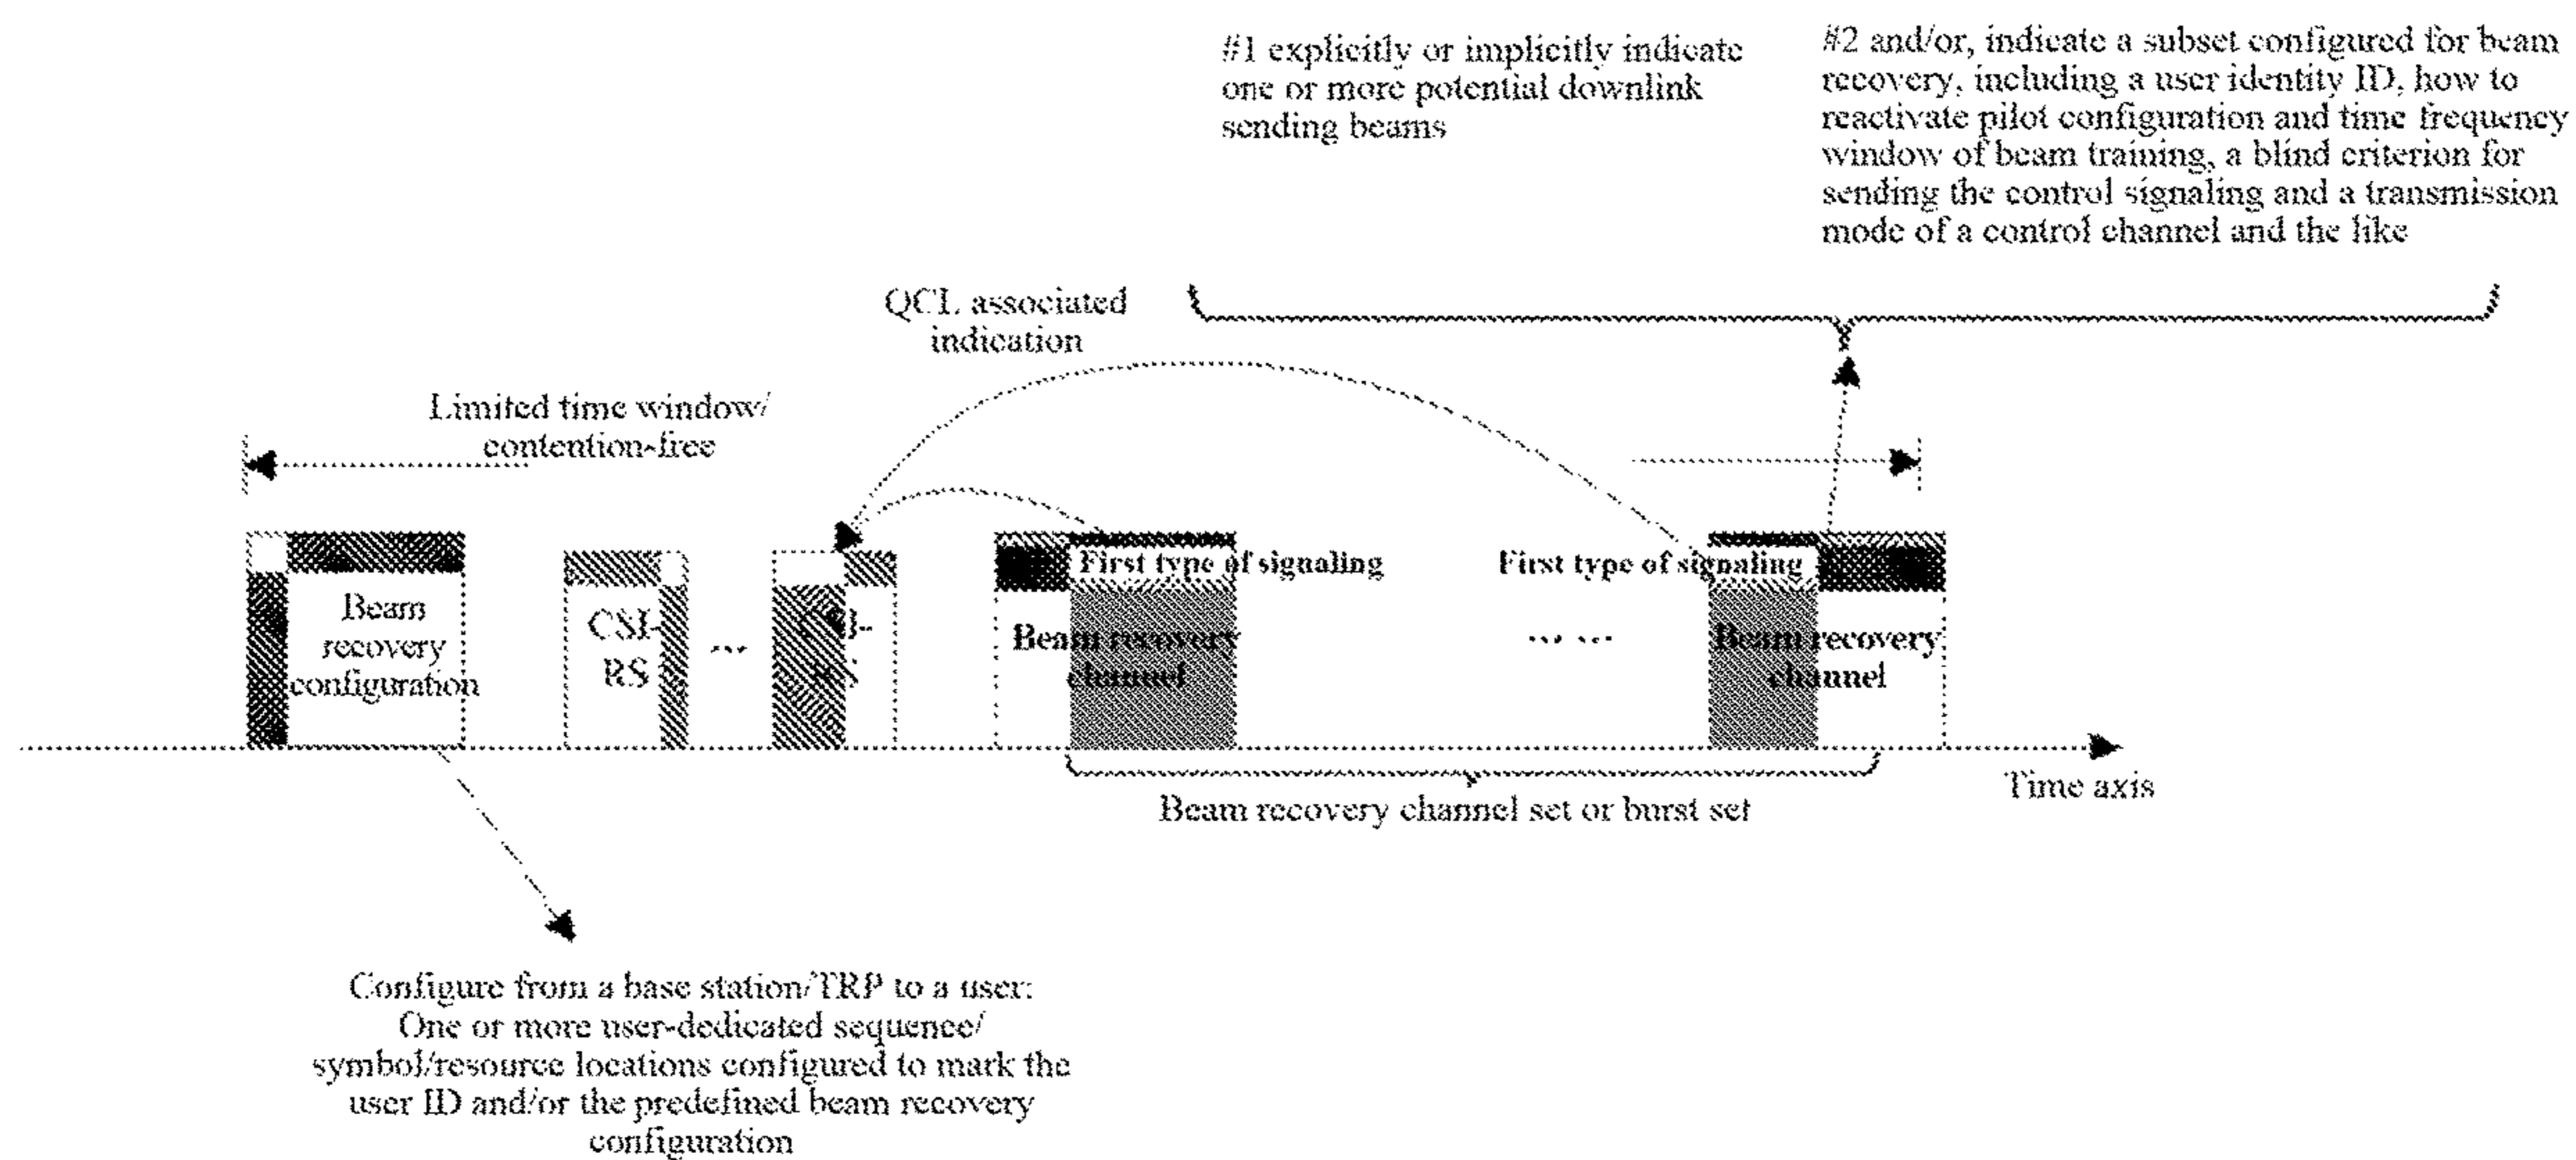 #1 explicitly or implicitly indicate
one or more potential downlink
sending beams
#2 and/or, indicate a subset configured for beam
recovery, including a user identity ID, how to
reactivate pilot configuration and time frequency
window of beam training, a blind criterion for
sending the control signaling and a transmission
mode of a control channel and the like
QCL associated
indication
Limited time window/
contention-free
First type of signaling
First type of signaling
Beam
recovery
configuration
CSI-
RS
...
CSI-
RS
Beam recovery
channel
... ...
Beam recovery
channel
Time axis
Beam recovery channel set or burst set
Configure from a base station/TRP to a user:
One or more user-dedicated sequence/
symbol/resource locations configured to mark the
user ID and/or the predefined beam recovery
configuration